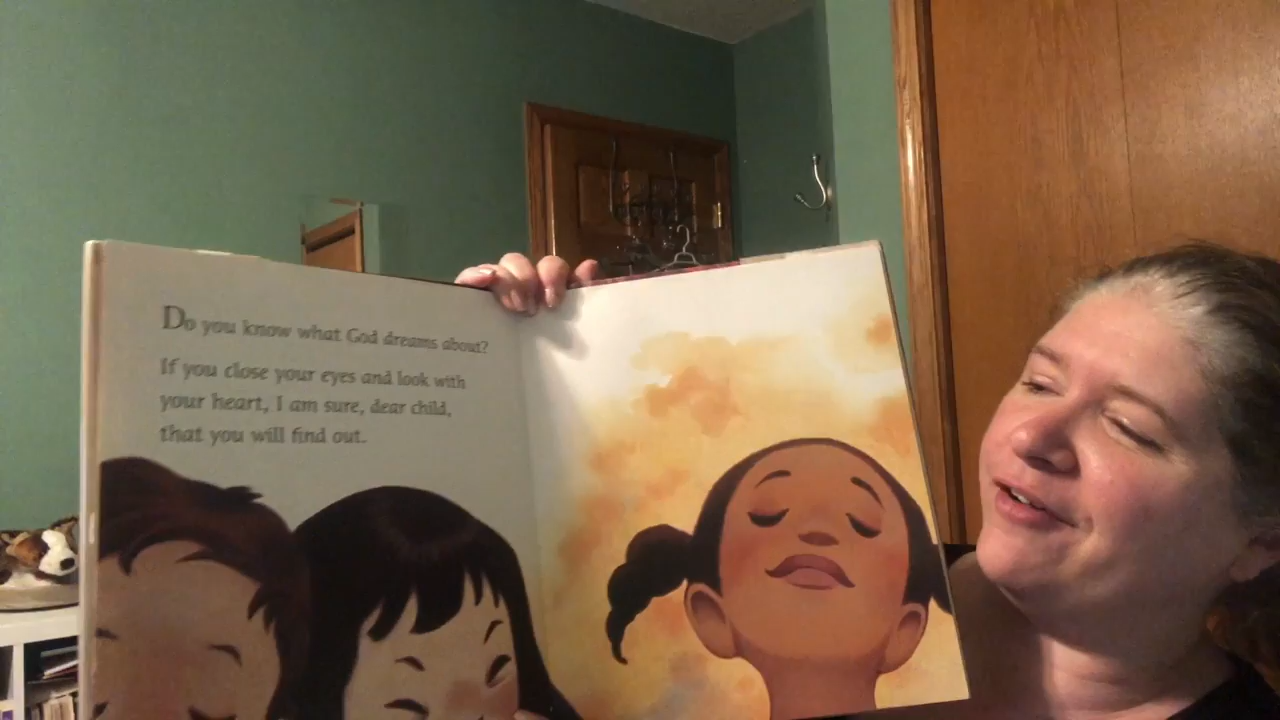 Do you know what God dreams about?
If you close your eyes and look with
your heart, I am sure, dear child,
that you will find out.